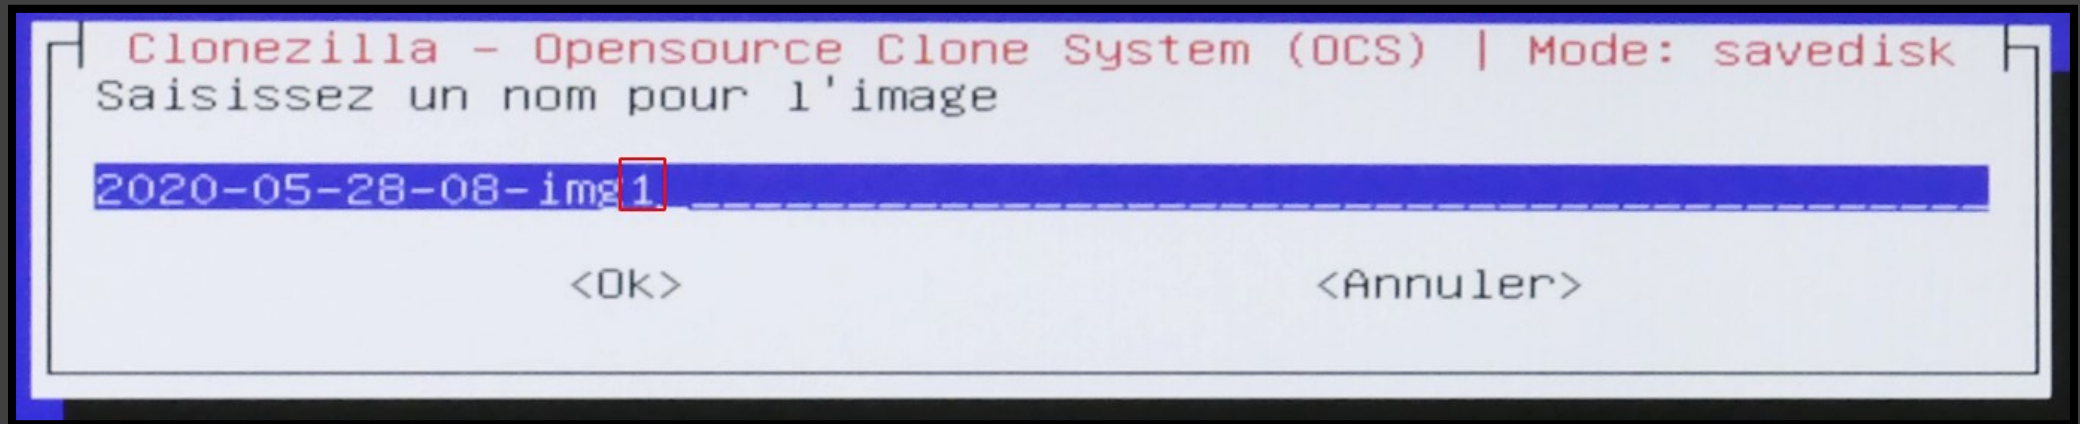 Clonezilla - Opensource Clone System (OCS) | Mode: savedisk
Saisissez un nom pour l'image
2020-05-28-08-img1
<Ok> <Annuler>